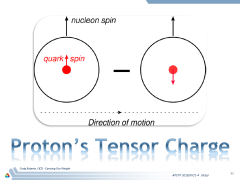 nucleon spin
quark spin
Direction of motion
Proton's Tensor Charge